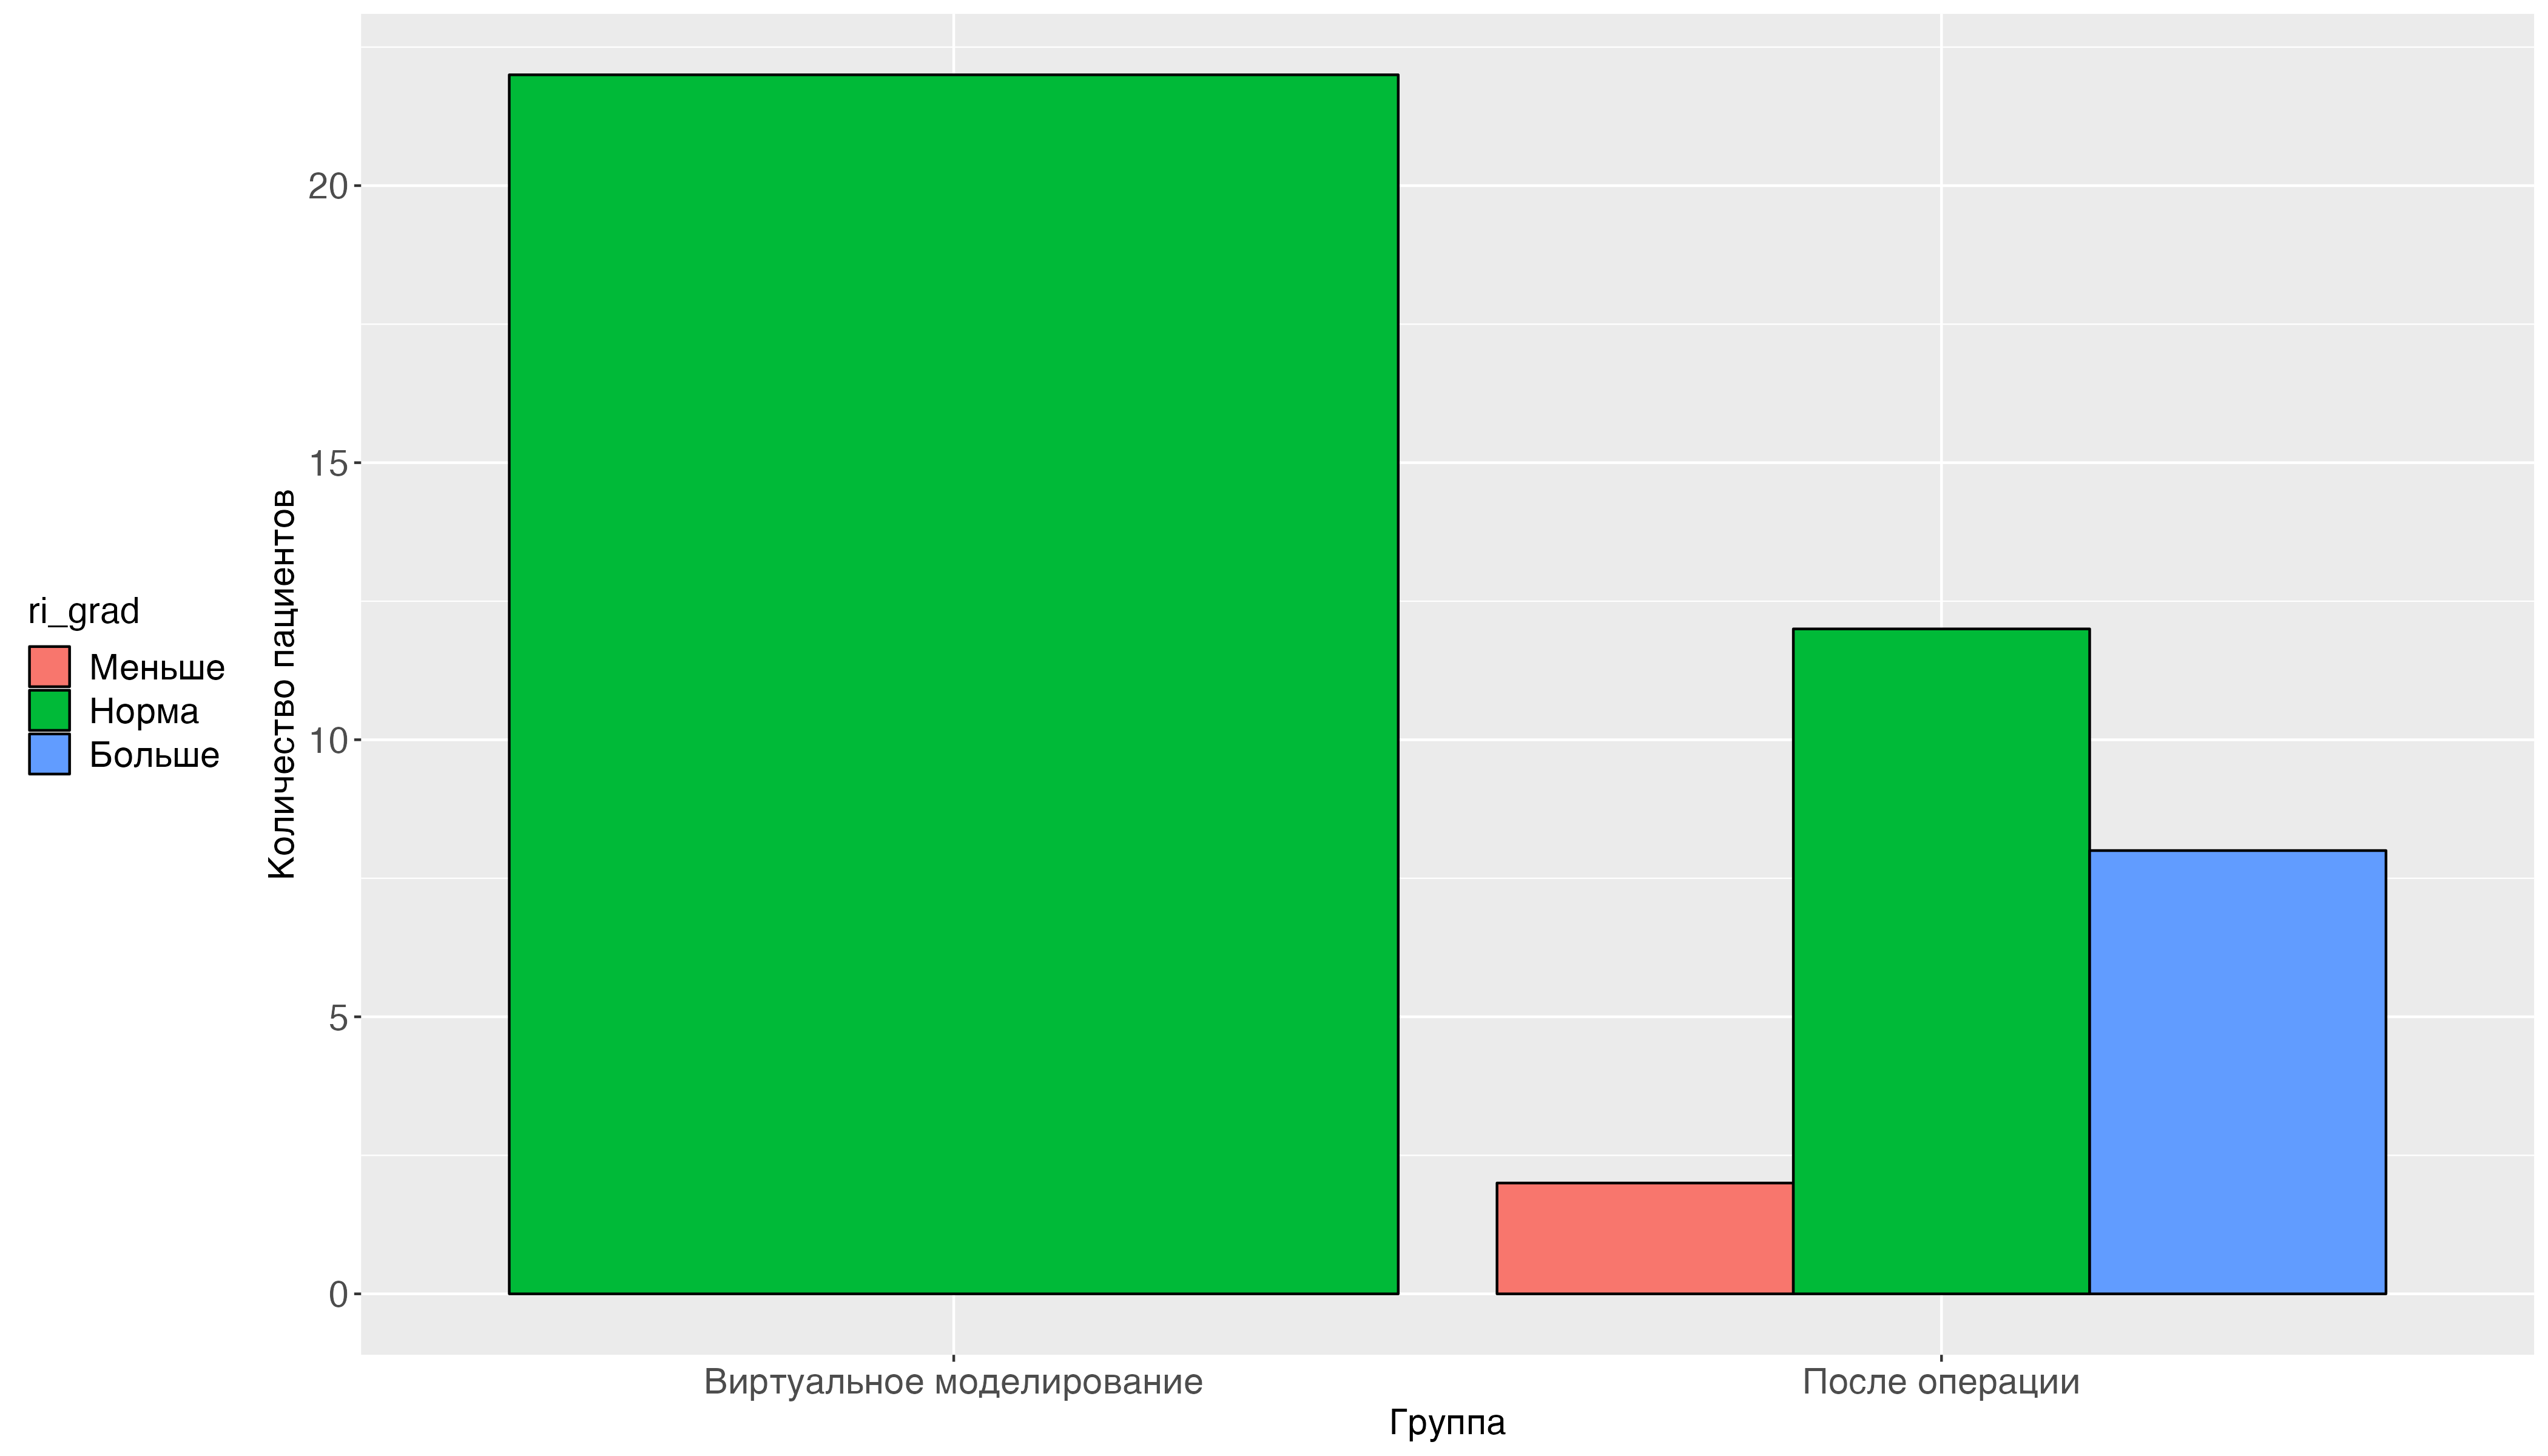 ri_grad
Меньше
Норма
Больше
Количество пациентов
20
15
10
5
0
Виртуальное моделирование
После операции
Группа